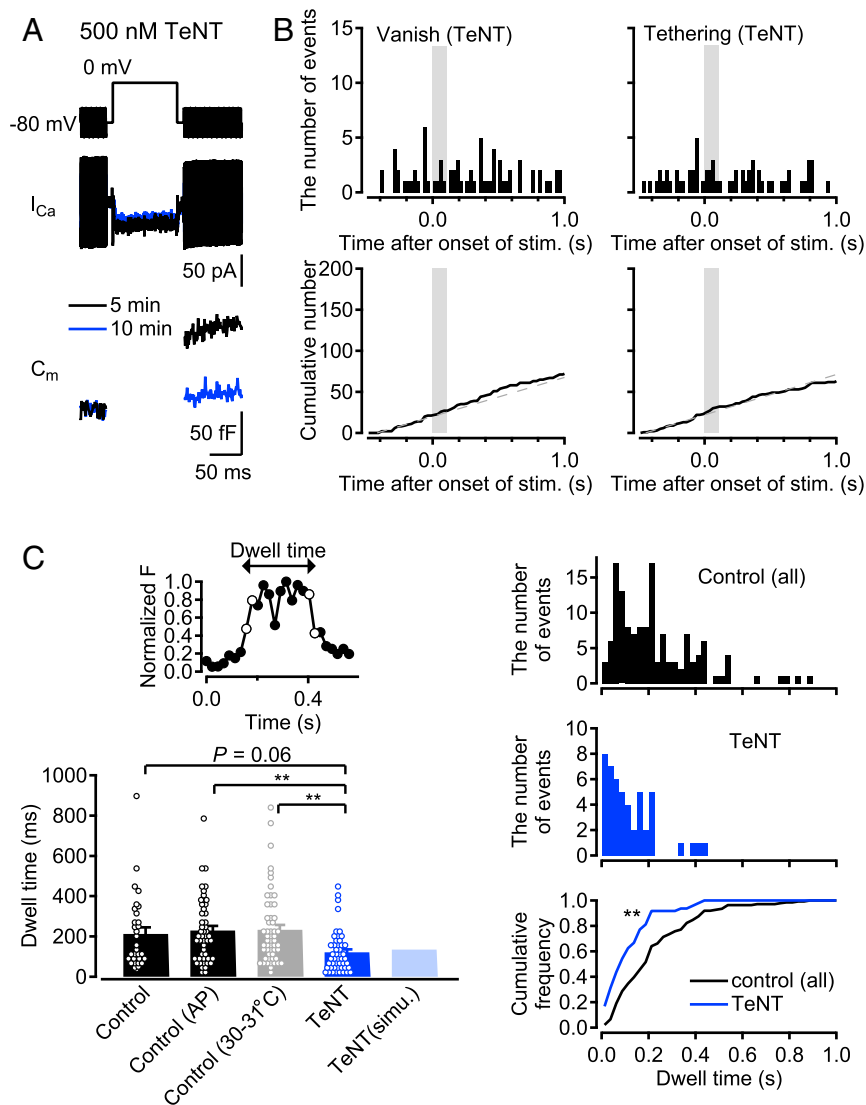 A
500 nM TeNT
0 mV
-80 mV
I Ca
50 pA
5 min
10 min
C m
50 fF
50 ms
B
Vanish (TeNT)
The number of events
15
10
5
0
0.0
1.0
Time after onset of stim. (s)
Tethering (TeNT)
0.0
1.0
Time after onset of stim. (s)
Cumulative number
200
150
100
50
0
0.0
1.0
Time after onset of stim. (s)
0.0
1.0
Time after onset of stim. (s)
C
Dwell time
Normalized F
1.0
0.8
0.6
0.4
0.2
0.0
0.0
0.4
Time (s)
P = 0.06
**
**
Dwell time (ms)
1000
800
600
400
200
0
Control
Control (AP)
Control (30-31°C)
TeNT
TeNT(simu.)
Control (all)
The number
of events
15
10
5
0
TeNT
The number
of events
10
8
6
4
2
0
**
Cumulative
frequency
1.0
0.8
0.6
0.4
0.2
0.0
control (all)
TeNT
0.0
0.2
0.4
0.6
0.8
1.0
Dwell time (s)